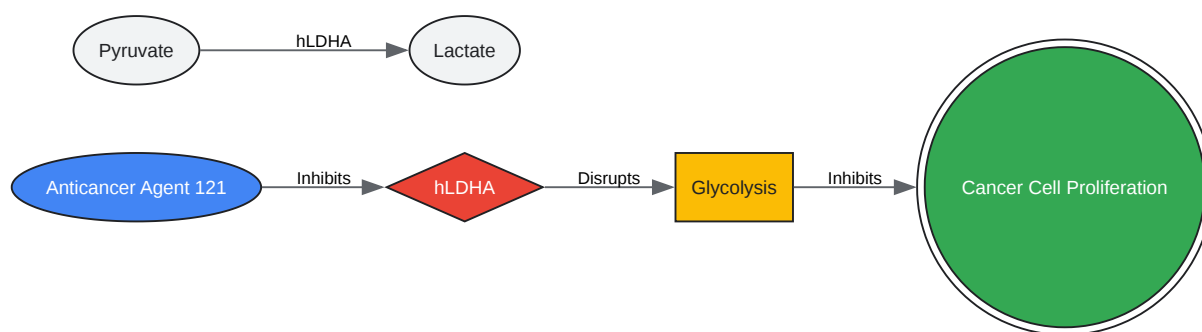 Pyruvate
hLDHA
Lactate
Anticancer Agent 121
Inhibits
hLDHA
Disrupts
Glycolysis
Inhibits
Cancer Cell Proliferation